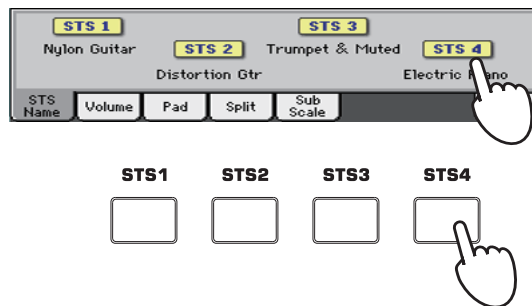 STS 1 STS 3
Nylon Guitar STS 2 Trumpet & Muted STS 4
Distortion Gtr Electric
STS Name Volume Pad Split Sub Scale
STS1 STS2 STS3 STS4